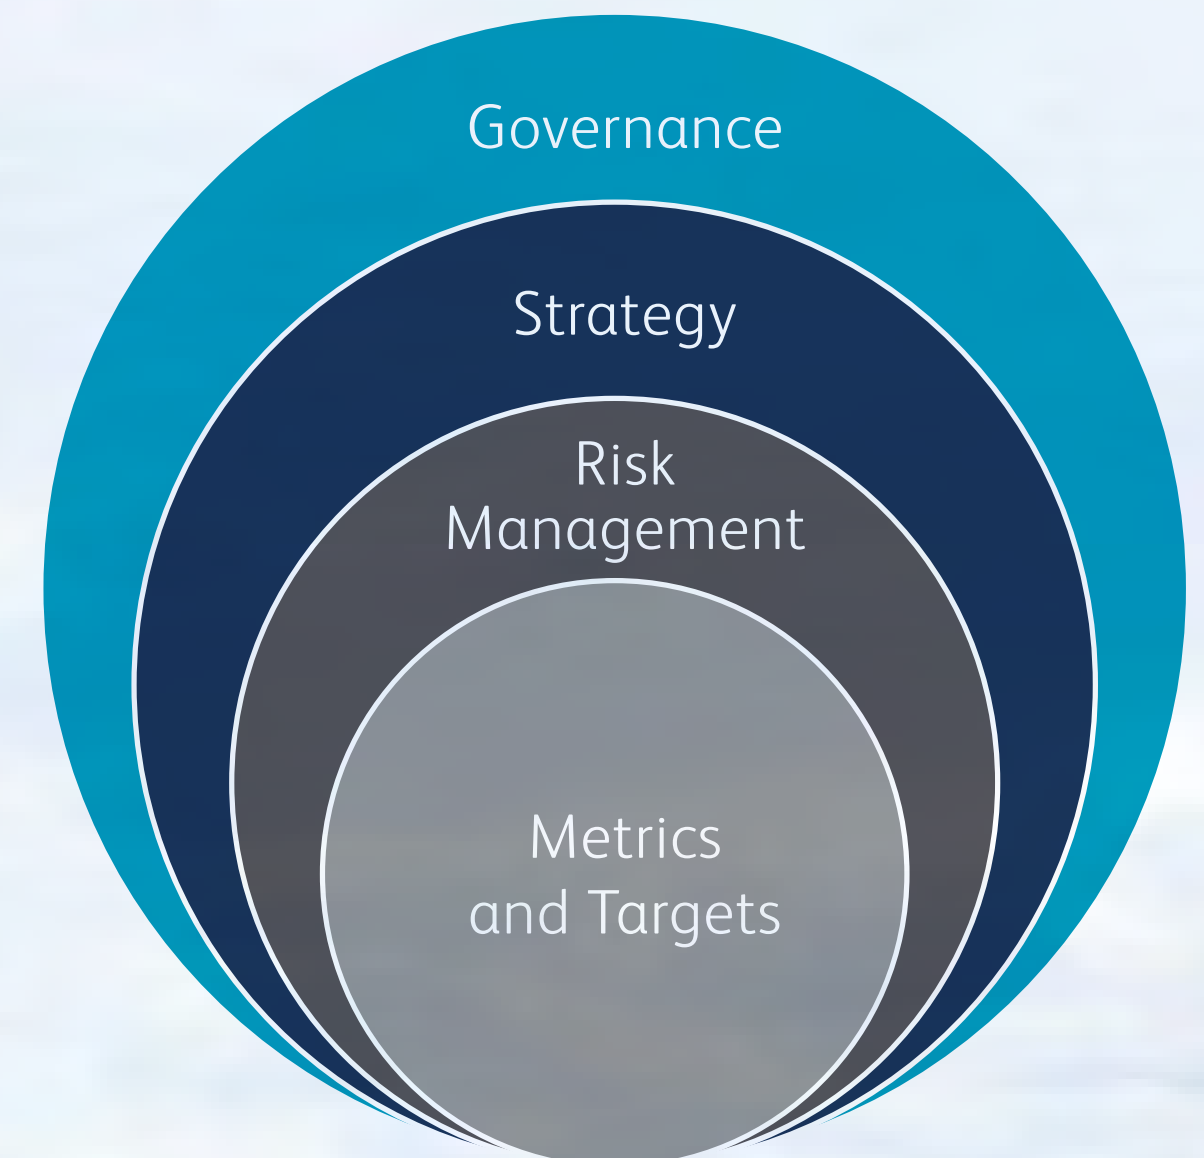 Governance
Strategy
Risk
Management
Metrics
and Targets